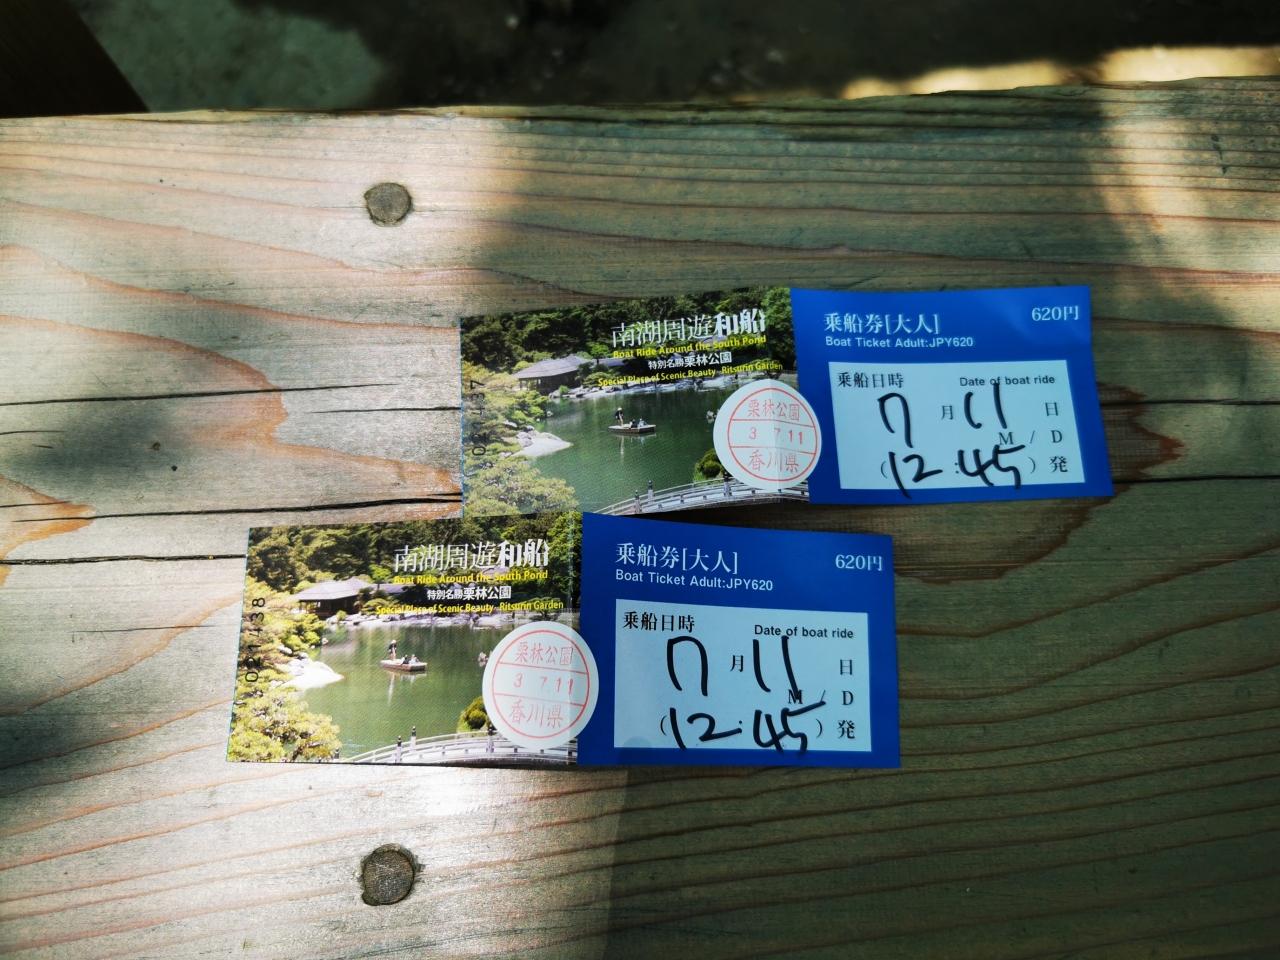 南湖周遊和船
Boat Ride Around the South Pond
特別名勝栗林公園
Special Place of Scenic Beauty Ritsurin Garden
栗林公園
3 7.11
香川県
乗船券[大人] 620円
Boat Ticket Adult:JPY620
乗船日時 Date of boat ride
7月11日
M / D
(12:45)発
南湖周遊和船
Boat Ride Around the South Pond
特別名勝栗林公園
Special Place of Scenic Beauty Ritsurin Garden
栗林公園
3 7.11
香川県
乗船券[大人] 620円
Boat Ticket Adult:JPY620
乗船日時 Date of boat ride
7月11日
M / D
(12:45)発